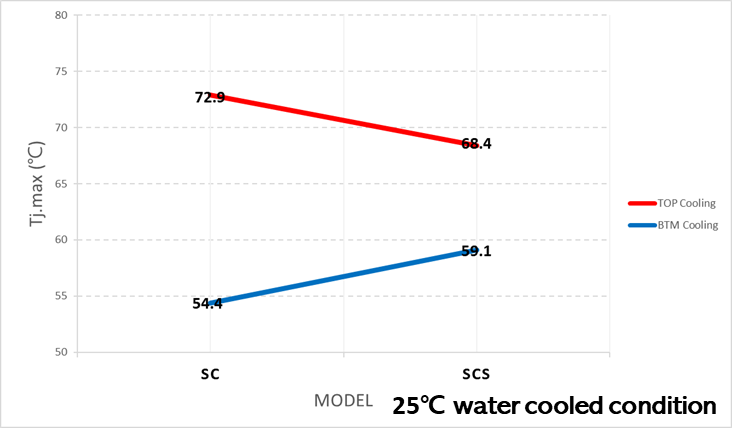 80
75
72.9
70
68.4
Tj.max (℃)
65
TOP Cooling
BTM Cooling
60
59.1
55
54.4
50
SC
SCS
MODEL
25℃ water cooled condition